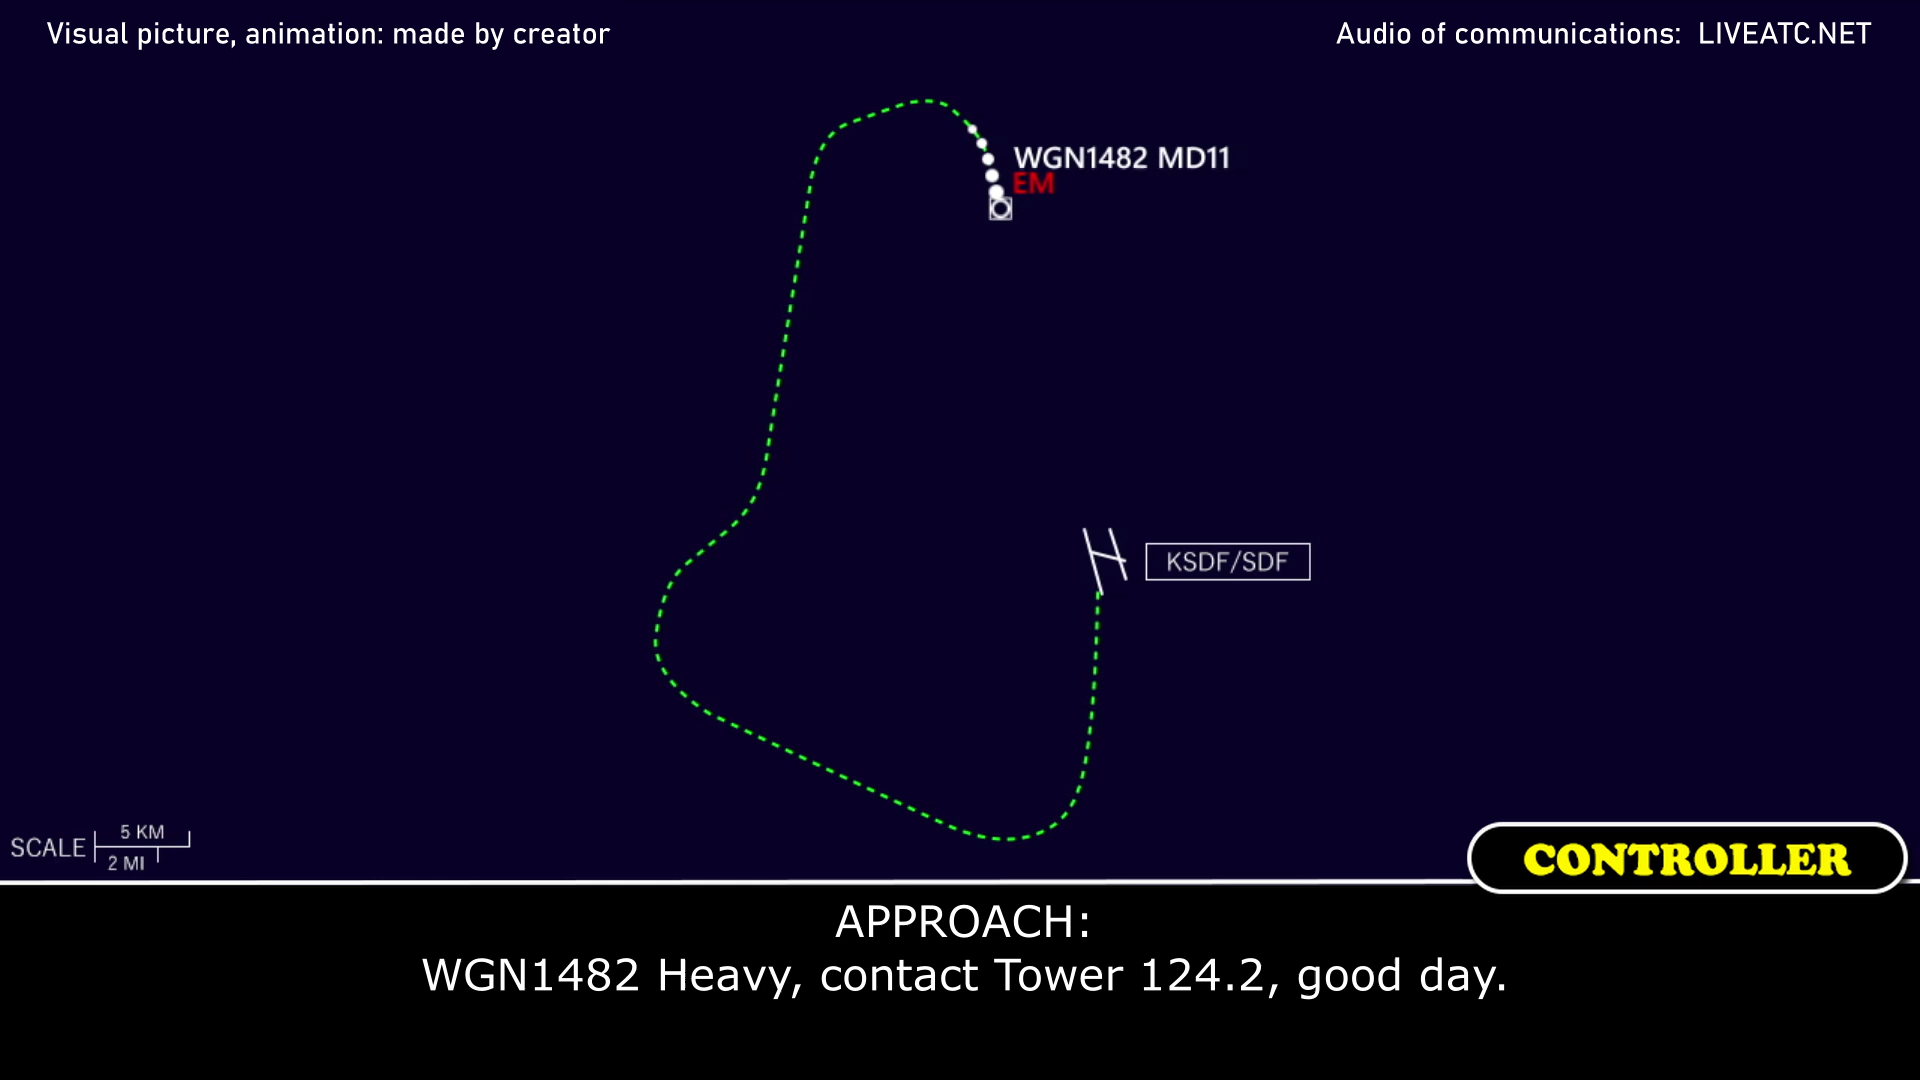 Visual picture, animation: made by creator
Audio of communications: LIVEATC.NET
WGN1482 MD11
EM
KSDF/SDF
SCALE
5 KM
2 MI
CONTROLLER
APPROACH:
WGN1482 Heavy, contact Tower 124.2, good day.